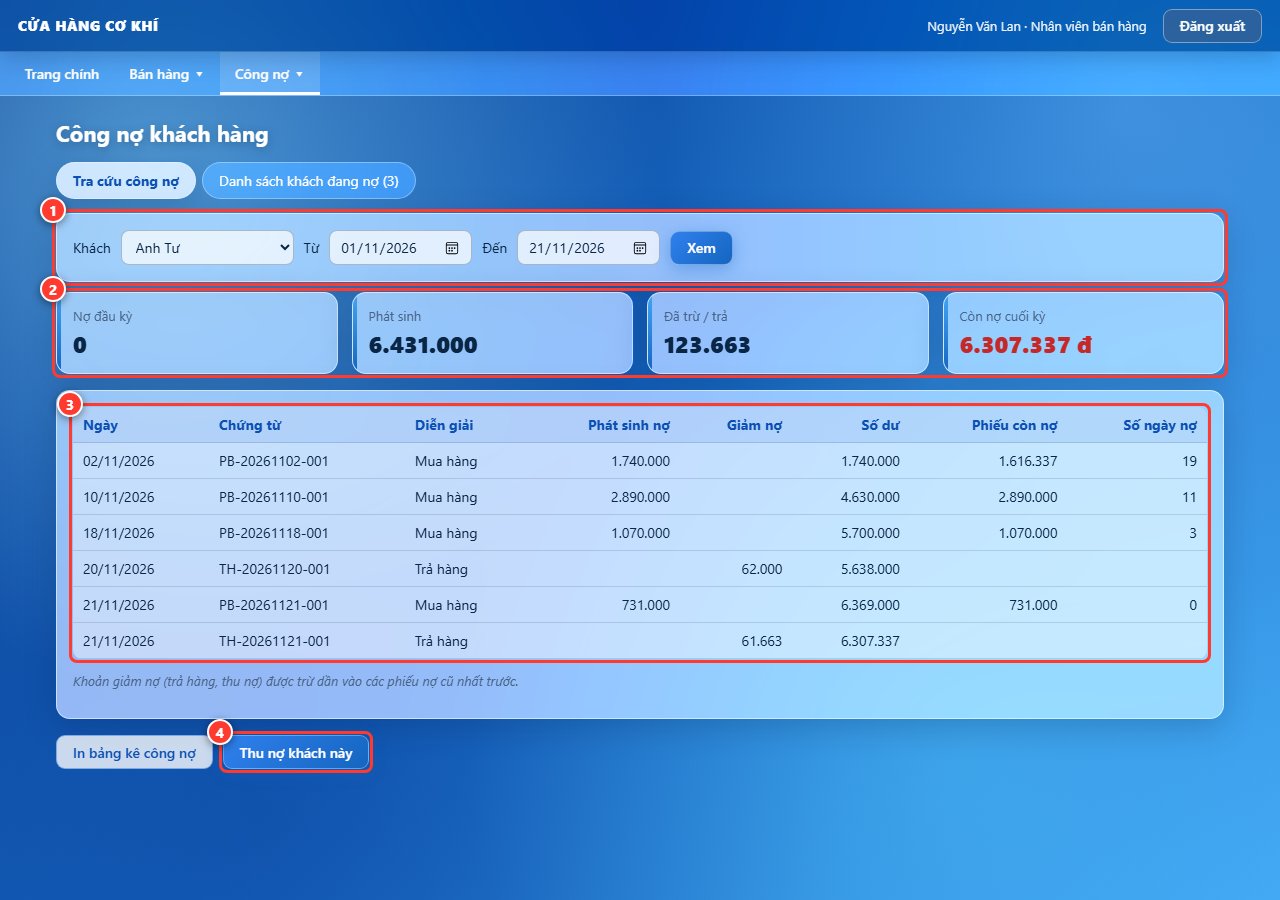 CỬA HÀNG CƠ KHÍ
Nguyễn Văn Lan · Nhân viên bán hàng
Đăng xuất
Trang chính Bán hàng ▼ Công nợ ▼
Công nợ khách hàng
Tra cứu công nợ Danh sách khách đang nợ (3)
1
Khách Anh Tư Từ 01/11/2026 Đến 21/11/2026 Xem
2
Nợ đầu kỳ Phát sinh Đã trừ / trả Còn nợ cuối kỳ
0 6.431.000 123.663 6.307.337 đ
3
Ngày Chứng từ Diễn giải Phát sinh nợ Giảm nợ Số dư Phiếu còn nợ Số ngày nợ
02/11/2026 PB-20261102-001 Mua hàng 1.740.000 1.740.000 1.616.337 19
10/11/2026 PB-20261110-001 Mua hàng 2.890.000 4.630.000 2.890.000 11
18/11/2026 PB-20261118-001 Mua hàng 1.070.000 5.700.000 1.070.000 3
20/11/2026 TH-20261120-001 Trả hàng 62.000 5.638.000
21/11/2026 PB-20261121-001 Mua hàng 731.000 6.369.000 731.000 0
21/11/2026 TH-20261121-001 Trả hàng 61.663 6.307.337
Khoản giảm nợ (trả hàng, thu nợ) được trừ dần vào các phiếu nợ cũ nhất trước.
4
In bảng kê công nợ Thu nợ khách này